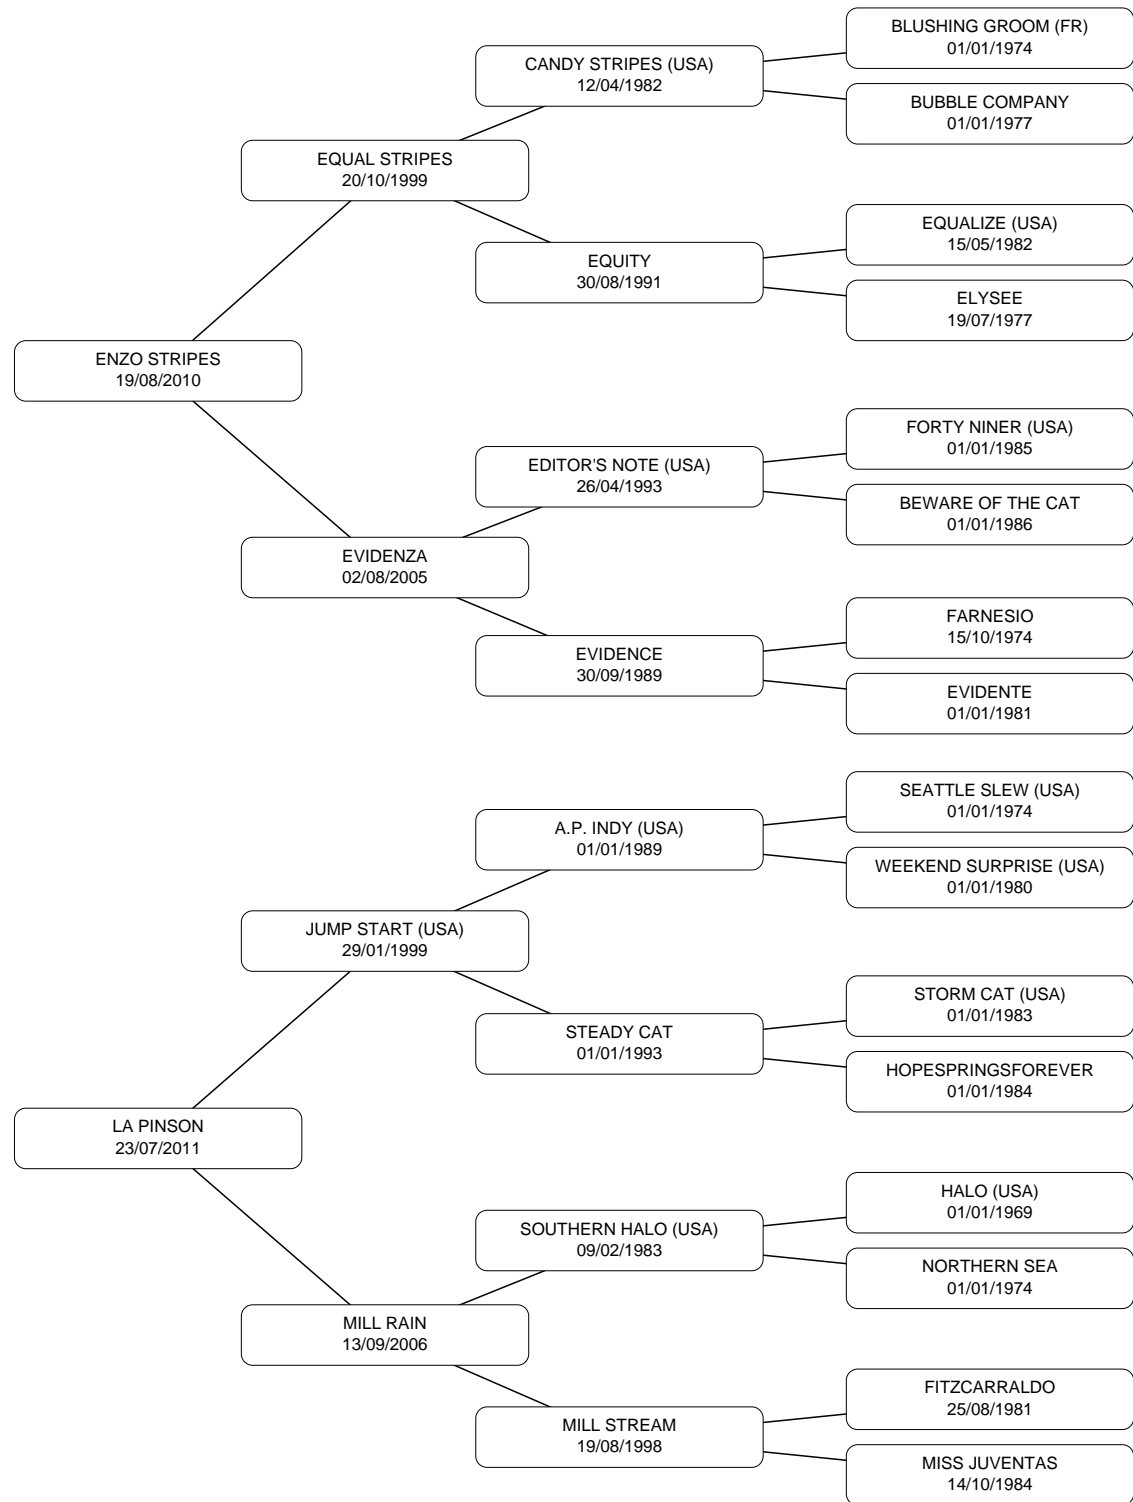 BLUSHING GROOM (FR)
01/01/1974
CANDY STRIPES (USA)
12/04/1982
BUBBLE COMPANY
01/01/1977
EQUAL STRIPES
20/10/1999
EQUALIZE (USA)
15/05/1982
EQUITY
30/08/1991
ELYSEE
19/07/1977
ENZO STRIPES
19/08/2010
FORTY NINER (USA)
01/01/1985
EDITOR'S NOTE (USA)
26/04/1993
BEWARE OF THE CAT
01/01/1986
EVIDENZA
02/08/2005
FARNESIO
15/10/1974
EVIDENCE
30/09/1989
EVIDENTE
01/01/1981
SEATTLE SLEW (USA)
01/01/1974
A.P. INDY (USA)
01/01/1989
WEEKEND SURPRISE (USA)
01/01/1980
JUMP START (USA)
29/01/1999
STORM CAT (USA)
01/01/1983
STEADY CAT
01/01/1993
HOPESPRINGSFOREVER
01/01/1984
LA PINSON
23/07/2011
HALO (USA)
01/01/1969
SOUTHERN HALO (USA)
09/02/1983
NORTHERN SEA
01/01/1974
MILL RAIN
13/09/2006
FITZCARRALDO
25/08/1981
MILL STREAM
19/08/1998
MISS JUVENTAS
14/10/1984